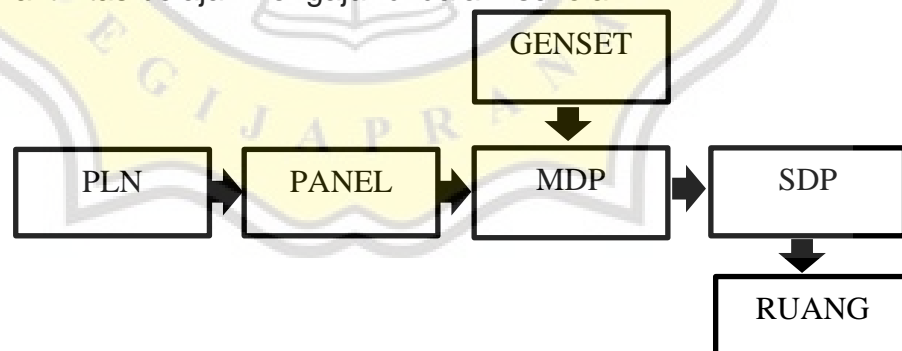 GENSET
PLN
PANEL
MDP
SDP
RUANG